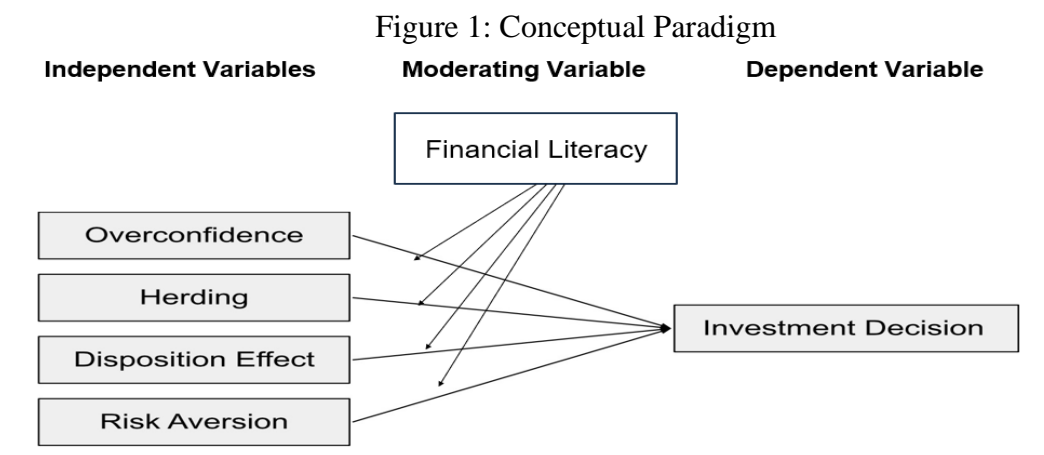 Figure 1: Conceptual Paradigm
Independent Variables
Moderating Variable
Dependent Variable
Financial Literacy
Overconfidence
Herding
Disposition Effect
Risk Aversion
Investment Decision